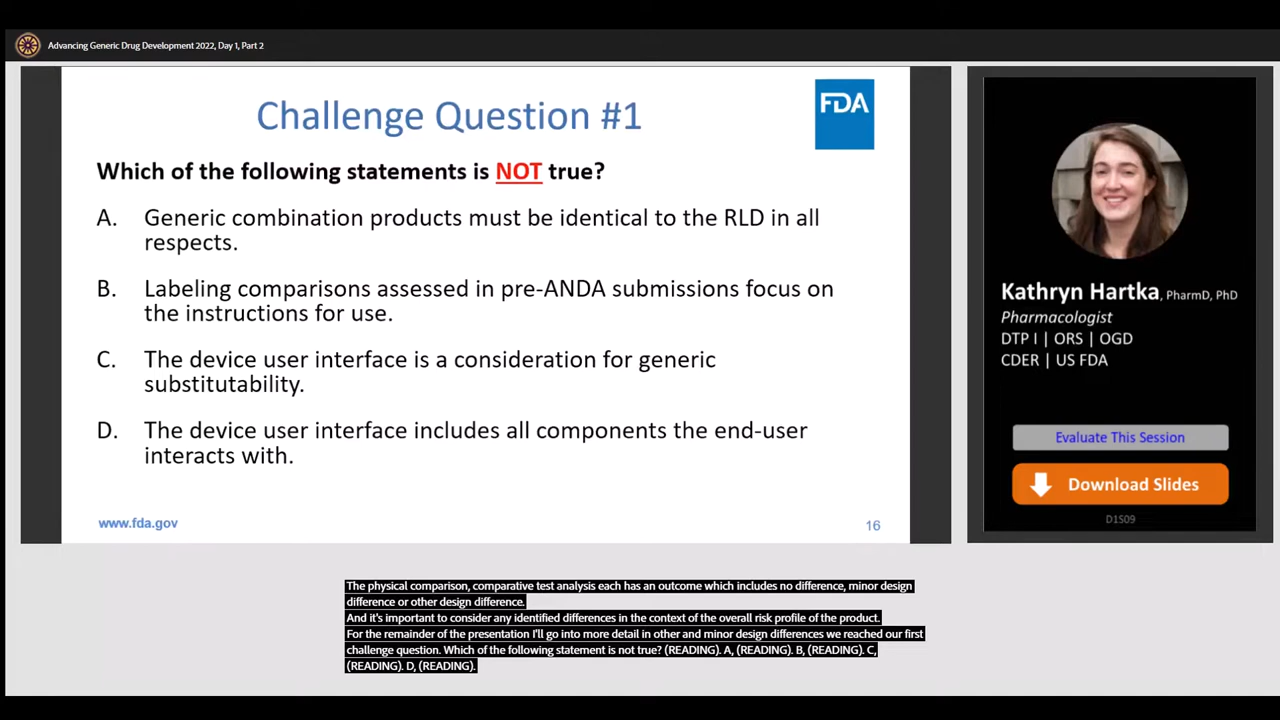 Advancing Generic Drug Development 2022, Day 1, Part 2
Challenge Question #1
FDA
Which of the following statements is NOT true?
A. Generic combination products must be identical to the RLD in all
respects.
B. Labeling comparisons assessed in pre-ANDA submissions focus on
the instructions for use.
C. The device user interface is a consideration for generic
substitutability.
D. The device user interface includes all components the end-user
interacts with.
www.fda.gov
16
Kathryn Hartka, PharmD, PhD
Pharmacologist
DTP I | ORS | OGD
CDER | US FDA
Evaluate This Session
Download Slides
D1S09
The physical comparison, comparative test analysis each has an outcome which includes no difference, minor design
difference or other design difference.
And it's important to consider any identified differences in the context of the overall risk profile of the product.
For the remainder of the presentation I'll go into more detail in other and minor design differences we reached our first
challenge question. Which of the following statement is not true? (READING). A, (READING). B, (READING). C,
(READING). D, (READING).